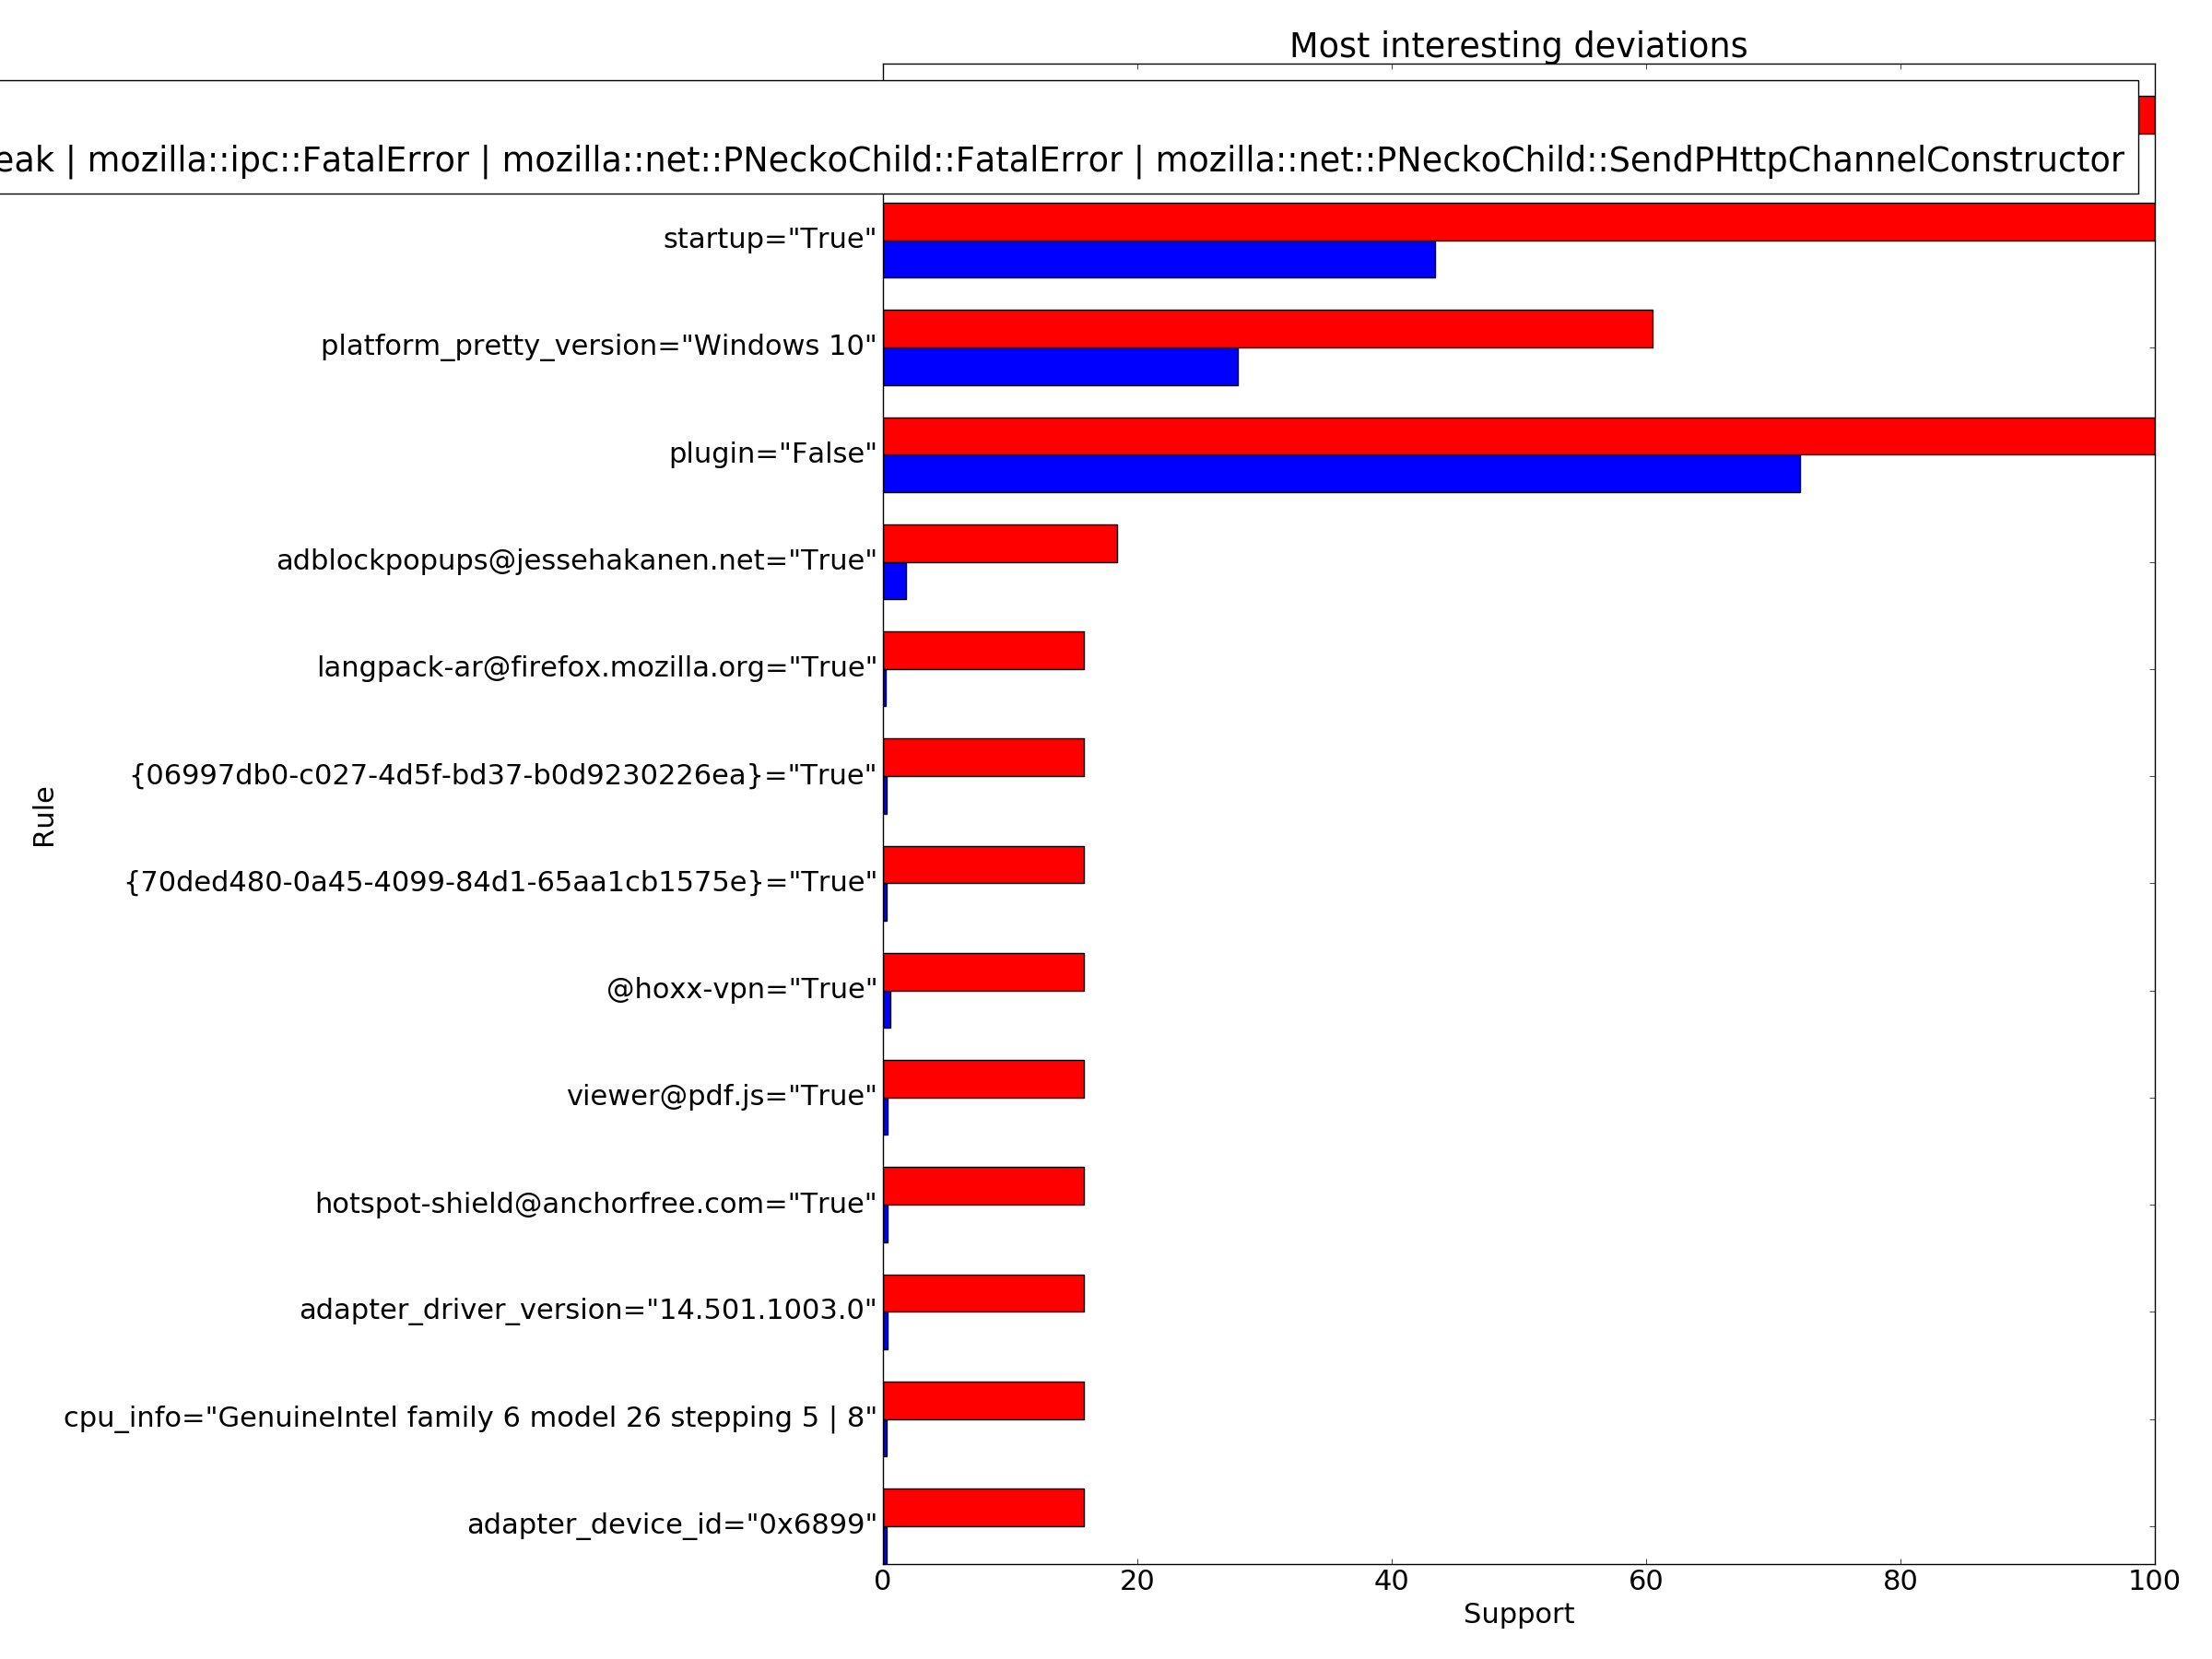 Most interesting deviations
eak | mozilla::ipc::FatalError | mozilla::net::PNeckoChild::FatalError | mozilla::net::PNeckoChild::SendPHttpChannelConstructor
startup="True"
platform_pretty_version="Windows 10"
plugin="False"
adblockpopups@jessehakanen.net="True"
langpack-ar@firefox.mozilla.org="True"
{06997db0-c027-4d5f-bd37-b0d9230226ea}="True"
{70ded480-0a45-4099-84d1-65aa1cb1575e}="True"
@hoxx-vpn="True"
viewer@pdf.js="True"
hotspot-shield@anchorfree.com="True"
adapter_driver_version="14.501.1003.0"
cpu_info="GenuineIntel family 6 model 26 stepping 5 | 8"
adapter_device_id="0x6899"
Rule
0 20 40 60 80 100
Support